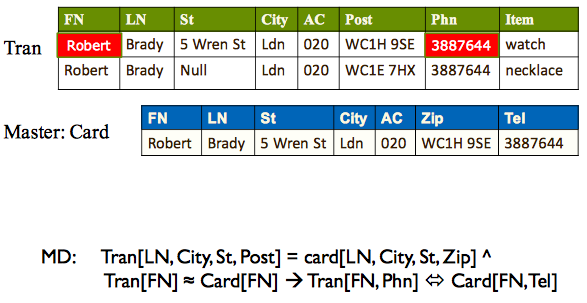 FN LN St City AC Post Phn Item
Tran
Robert Brady 5 Wren St Ldn 020 WC1H 9SE 3887644 watch
Robert Brady Null Ldn 020 WC1E 7HX 3887644 necklace
Master: Card
FN LN St City AC Zip Tel
Robert Brady 5 Wren St Ldn 020 WC1H 9SE 3887644
MD: Tran[LN, City, St, Post] = card[LN, City, St, Zip] ^
Tran[FN] ≈ Card[FN] → Tran[FN, Phn] ⇔ Card[FN,Tel]